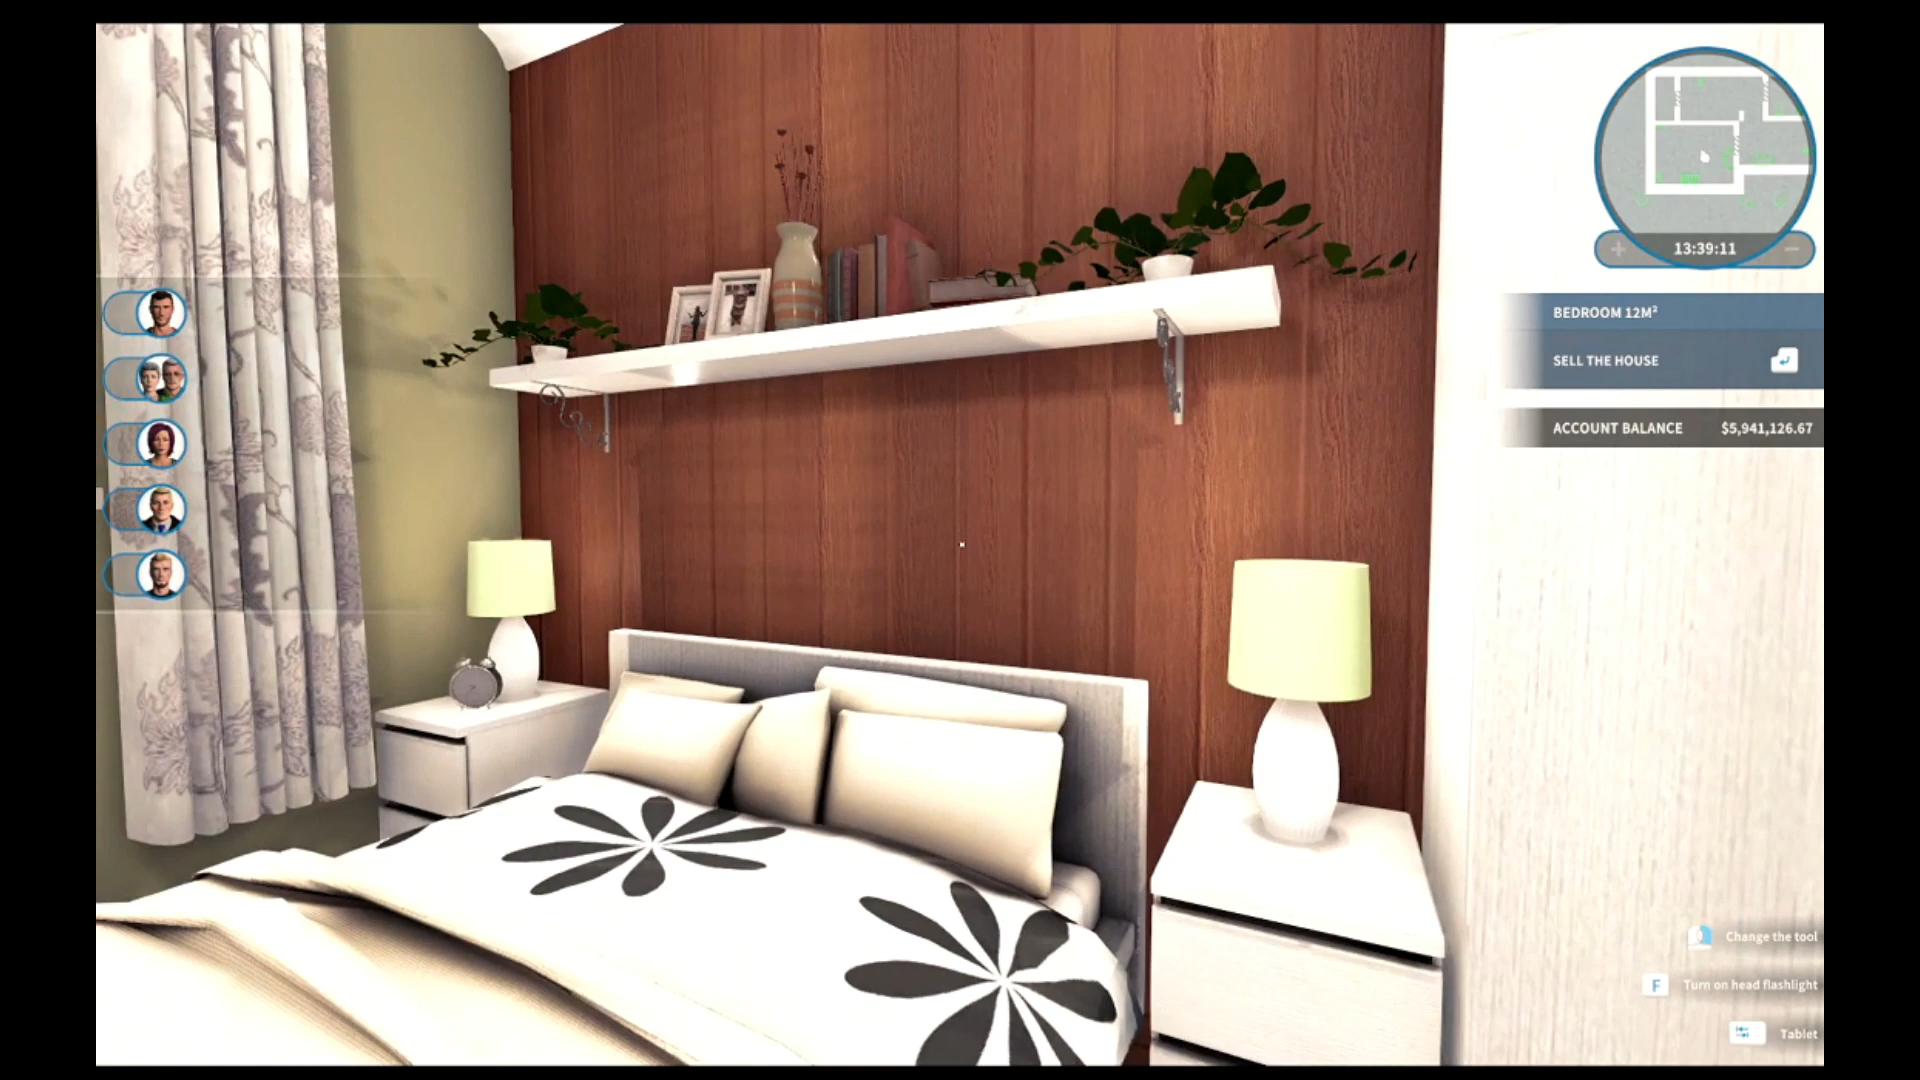 13:39:11
BEDROOM 12M²
SELL THE HOUSE
ACCOUNT BALANCE $5,941,126.67
Change the tool
F Turn on head flashlight
Tablet